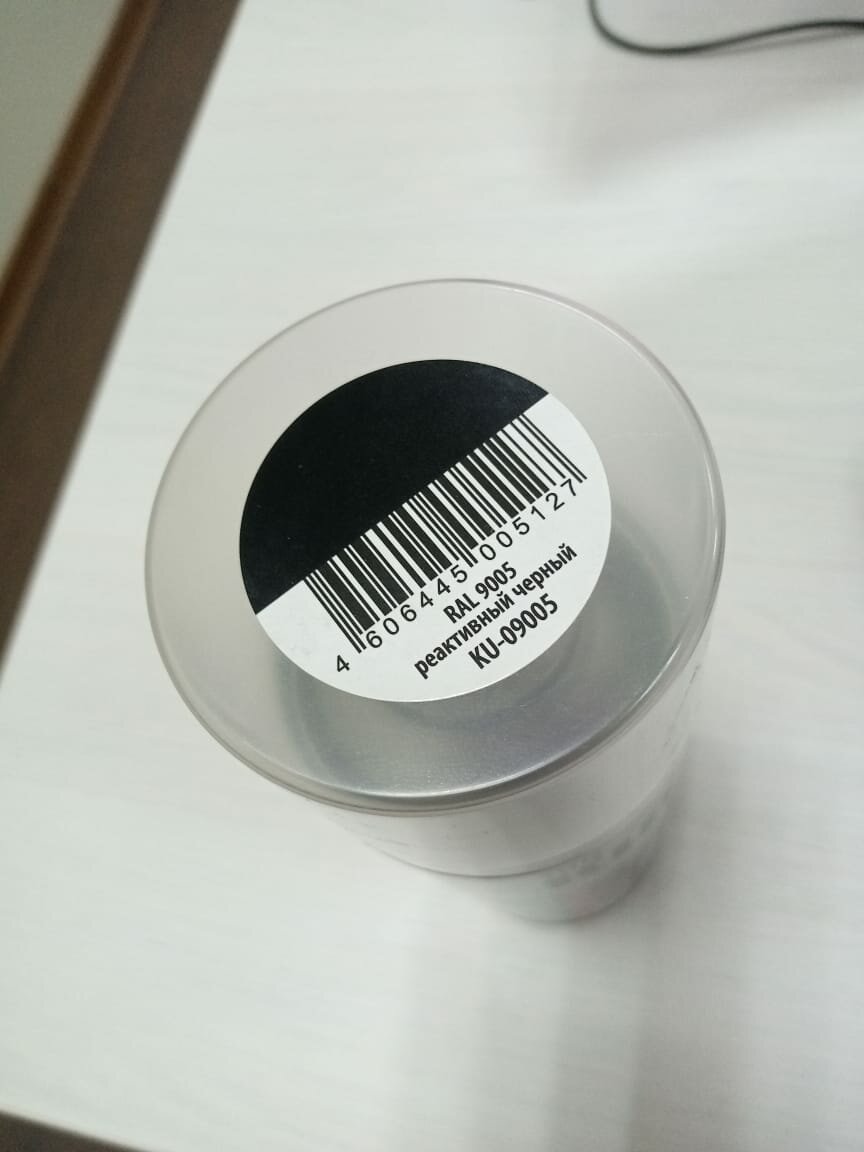 4 606445 005127
RAL 9005
реактивный черный
KU-09005